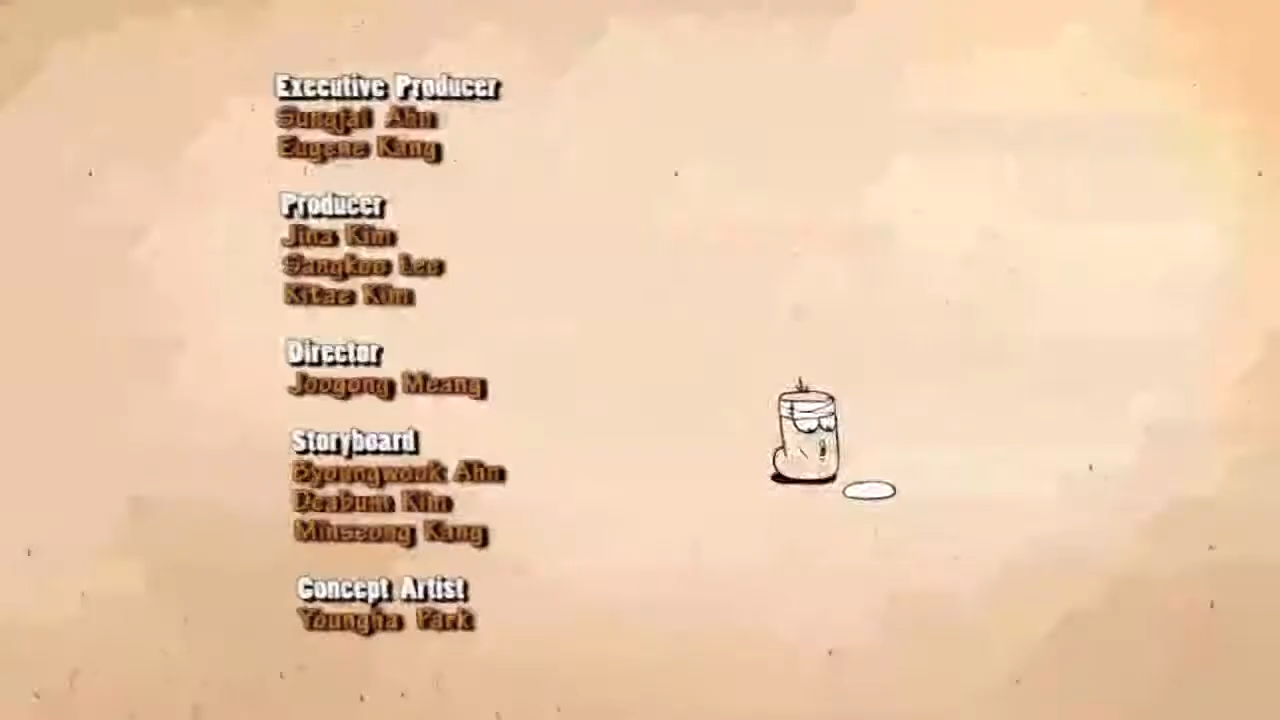 Executive Producer
Sungjai Ahn
Eugene Kang
Producer
Jina Kim
Sangkoo Lee
Kitae Kim
Director
Joogong Meang
Storyboard
Byoungwouk Ahn
Deabum Kim
Minseong Kang
Concept Artist
Youngha Park